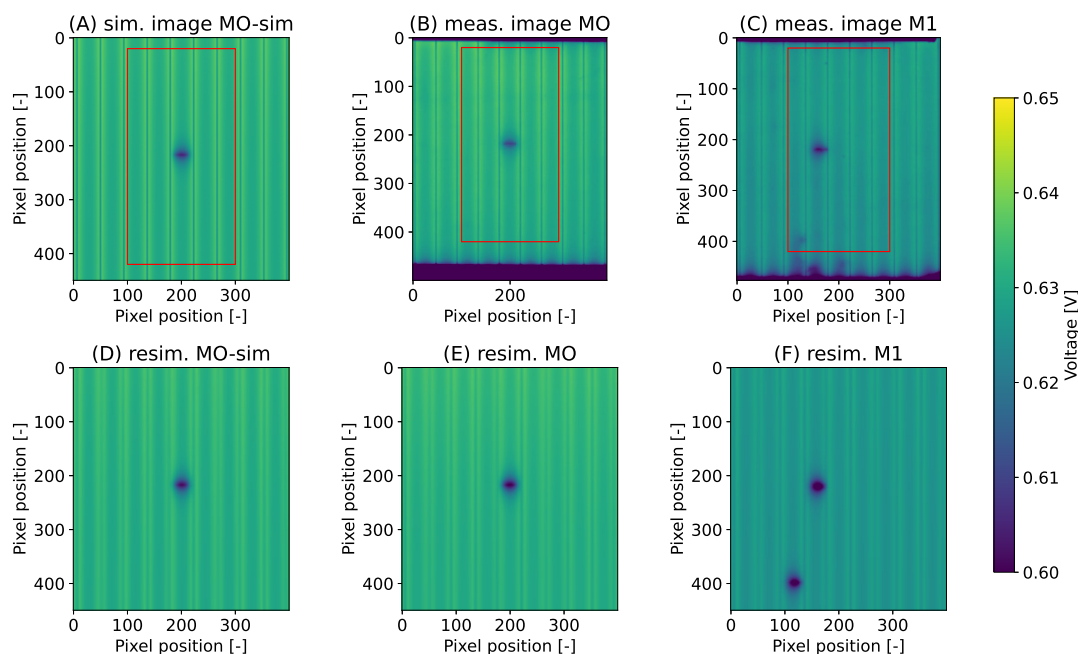 (A) sim. image MO-sim
(B) meas. image MO
(C) meas. image M1
0
100
200
300
400
0 100 200 300
Pixel position [-]
Pixel position [-]
0
100
200
300
400
0 200
Pixel position [-]
Pixel position [-]
0
100
200
300
400
0 100 200 300
Pixel position [-]
Pixel position [-]
0.65
0.64
0.63
0.62
0.61
0.60
Voltage [V]
(D) resim. MO-sim
(E) resim. MO
(F) resim. M1
0
100
200
300
400
0 100 200 300
Pixel position [-]
Pixel position [-]
0
100
200
300
400
0 100 200 300
Pixel position [-]
Pixel position [-]
0
100
200
300
400
0 100 200 300
Pixel position [-]
Pixel position [-]